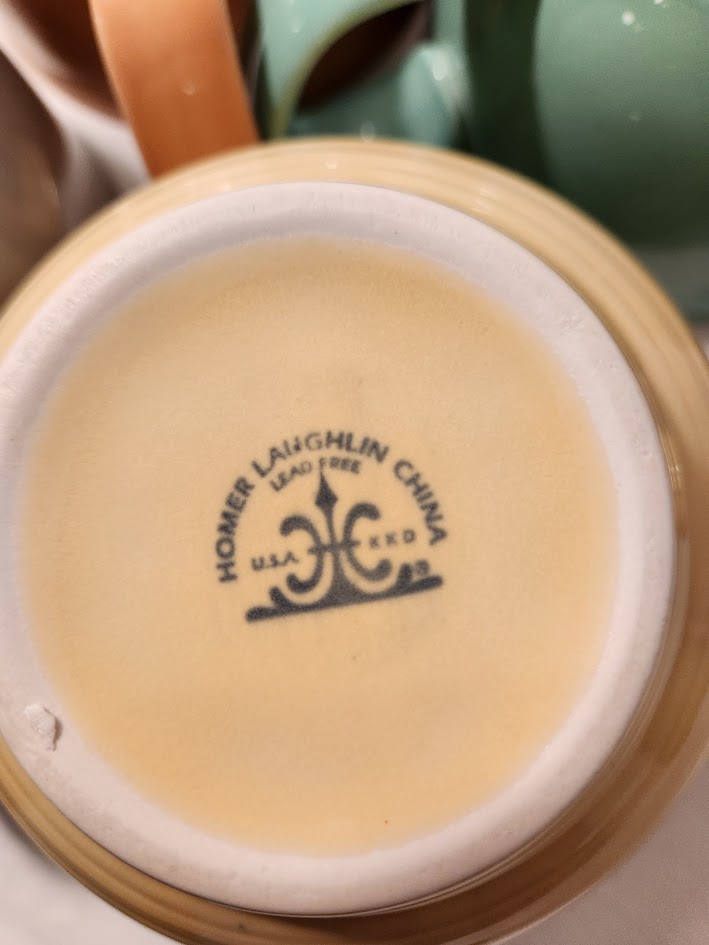 HOMER LAUGHLIN CHINA
LEAD FREE
U.S.A. KKD